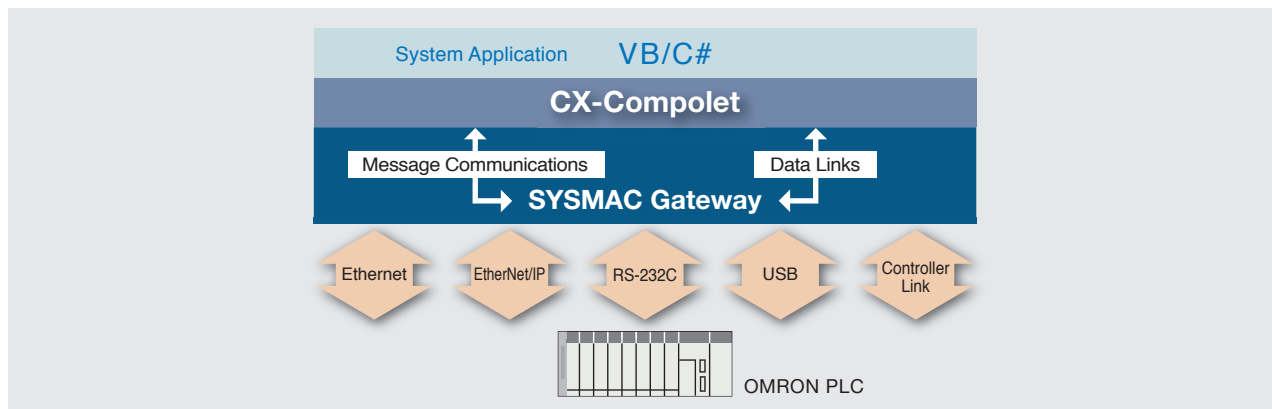 System Application VB/C#
CX-Compolet
Message Communications Data Links
SYSMAC Gateway
Ethernet EtherNet/IP RS-232C USB Controller
Link
OMRON PLC